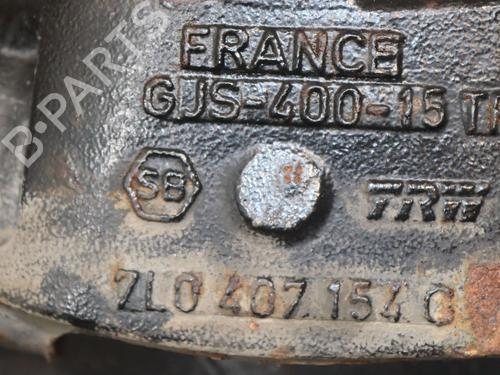 FRANCE
GJS-400-15
SB
TRW
7L0 407 154 C
B-PARTS